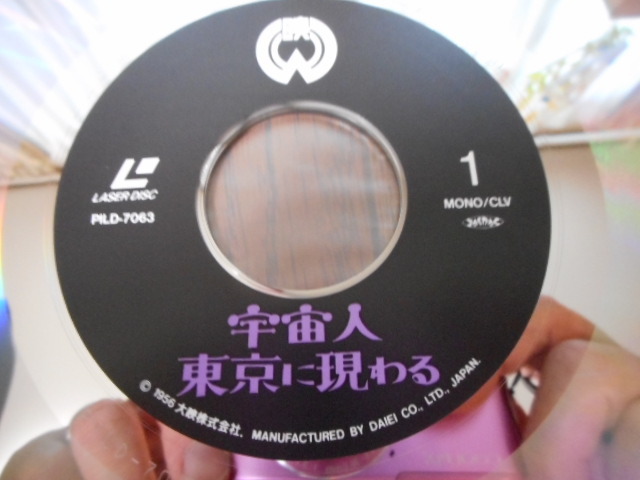 映
LASER DISC
PILD-7063
1
MONO/CLV
宇宙人
東京に現わる
© 1956 大映株式会社. MANUFACTURED BY DAIEI CO., LTD., JAPAN.